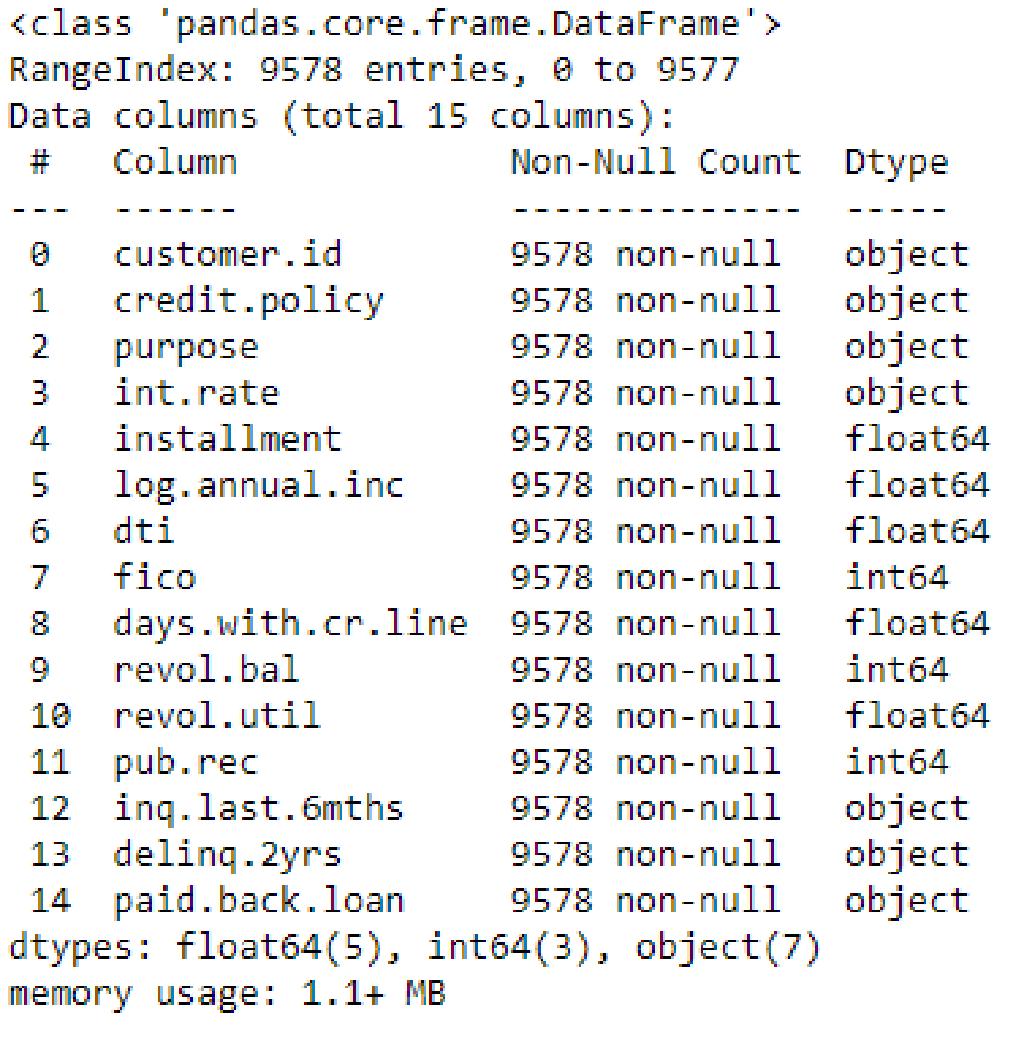 <class 'pandas.core.frame.DataFrame'>
RangeIndex: 9578 entries, 0 to 9577
Data columns (total 15 columns):
 #   Column             Non-Null Count  Dtype
---  ------             --------------  -----
 0   customer.id        9578 non-null   object
 1   credit.policy      9578 non-null   object
 2   purpose            9578 non-null   object
 3   int.rate           9578 non-null   object
 4   installment        9578 non-null   float64
 5   log.annual.inc     9578 non-null   float64
 6   dti                9578 non-null   float64
 7   fico               9578 non-null   int64
 8   days.with.cr.line  9578 non-null   float64
 9   revol.bal          9578 non-null   int64
 10  revol.util         9578 non-null   float64
 11  pub.rec            9578 non-null   int64
 12  inq.last.6mths     9578 non-null   object
 13  delinq.2yrs        9578 non-null   object
 14  paid.back.loan     9578 non-null   object
dtypes: float64(5), int64(3), object(7)
memory usage: 1.1+ MB